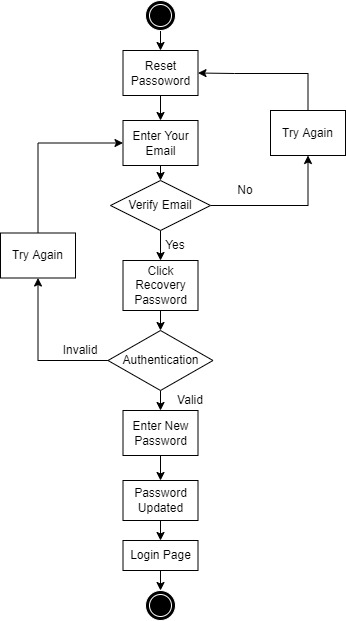 Reset
Passoword
Enter Your
Email
Try Again
Verify Email
No
Yes
Try Again
Click
Recovery
Password
Invalid
Authentication
Valid
Enter New
Password
Password
Updated
Login Page